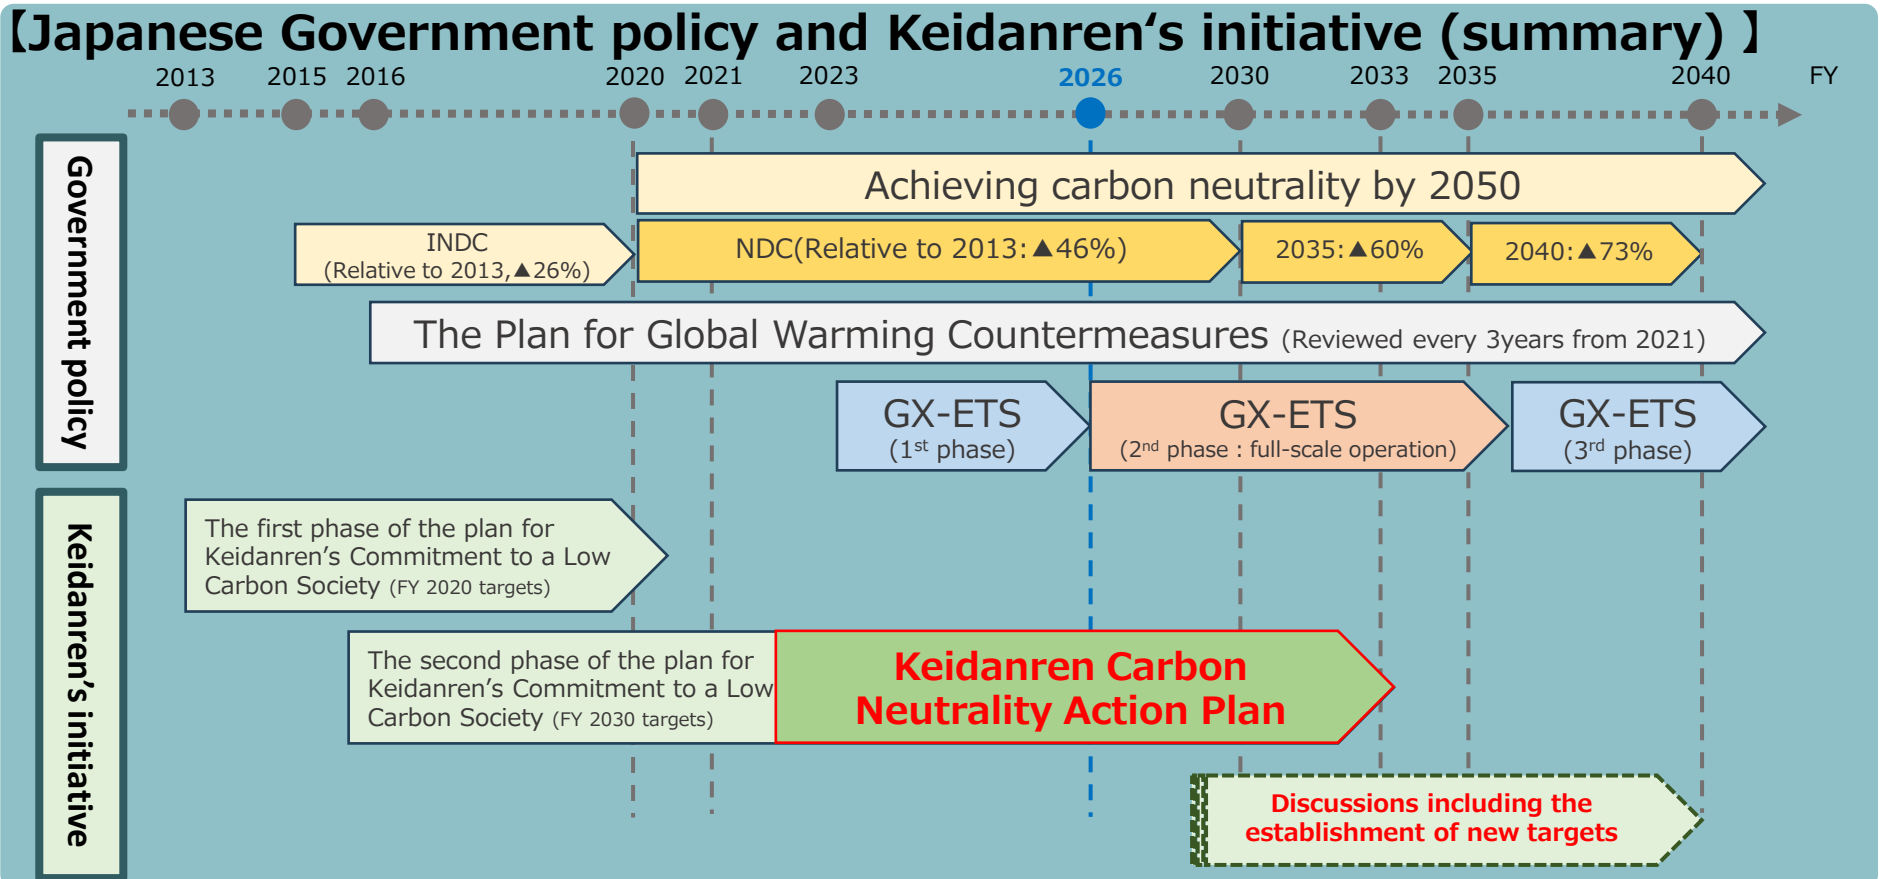 【Japanese Government policy and Keidanren‘s initiative (summary) 】
2013 2015 2016 2020 2021 2023 2026 2030 2033 2035 2040 FY
Government policy
Achieving carbon neutrality by 2050
INDC
(Relative to 2013,▲26%)
NDC(Relative to 2013:▲46%)
2035:▲60%
2040:▲73%
The Plan for Global Warming Countermeasures (Reviewed every 3years from 2021)
GX-ETS
(1st phase)
GX-ETS
(2nd phase : full-scale operation)
GX-ETS
(3rd phase)
Keidanren’s initiative
The first phase of the plan for
Keidanren’s Commitment to a Low
Carbon Society (FY 2020 targets)
The second phase of the plan for
Keidanren’s Commitment to a Low
Carbon Society (FY 2030 targets)
Keidanren Carbon
Neutrality Action Plan
Discussions including the
establishment of new targets